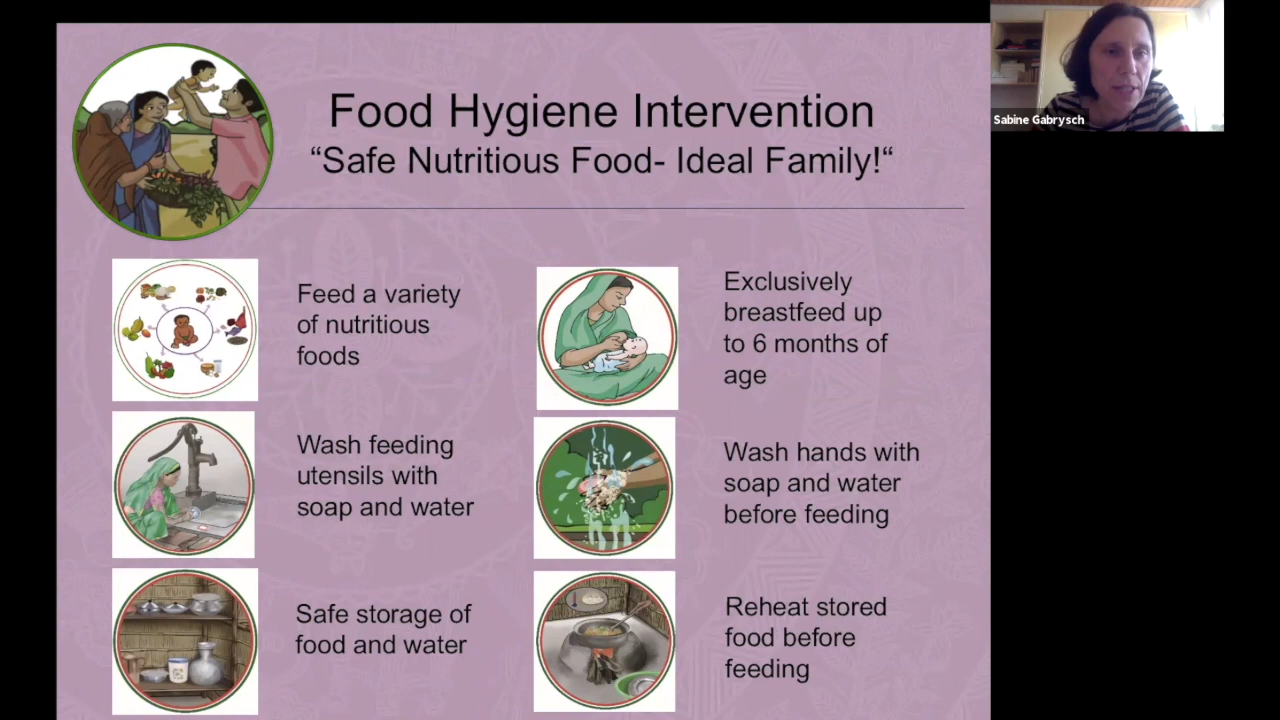 Food Hygiene Intervention
“Safe Nutritious Food- Ideal Family!“
Sabine Gabrysch
Feed a variety
of nutritious
foods
Exclusively
breastfeed up
to 6 months of
age
Wash feeding
utensils with
soap and water
Wash hands with
soap and water
before feeding
Safe storage of
food and water
Reheat stored
food before
feeding